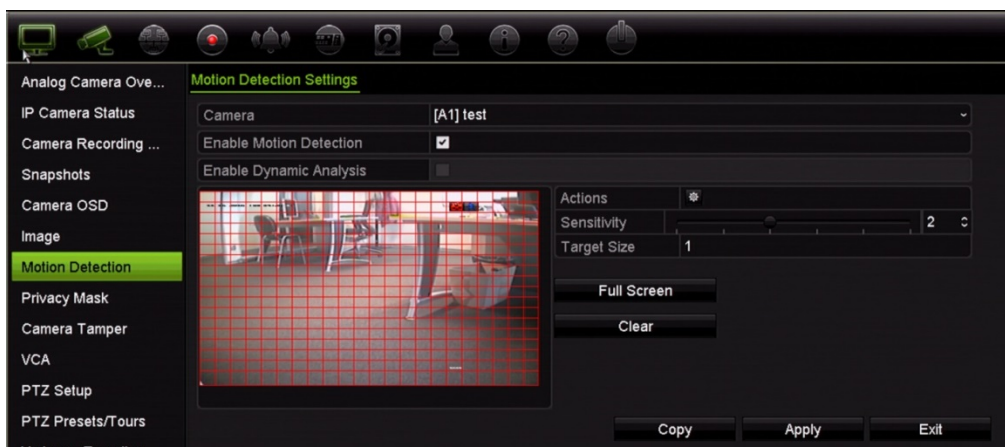 Analog Camera Ove...
IP Camera Status
Camera Recording ...
Snapshots
Camera OSD
Image
Motion Detection
Privacy Mask
Camera Tamper
VCA
PTZ Setup
PTZ Presets/Tours
Motion Detection Settings
Camera [A1] test
Enable Motion Detection
Enable Dynamic Analysis
Actions
Sensitivity 2
Target Size 1
Full Screen
Clear
Copy Apply Exit